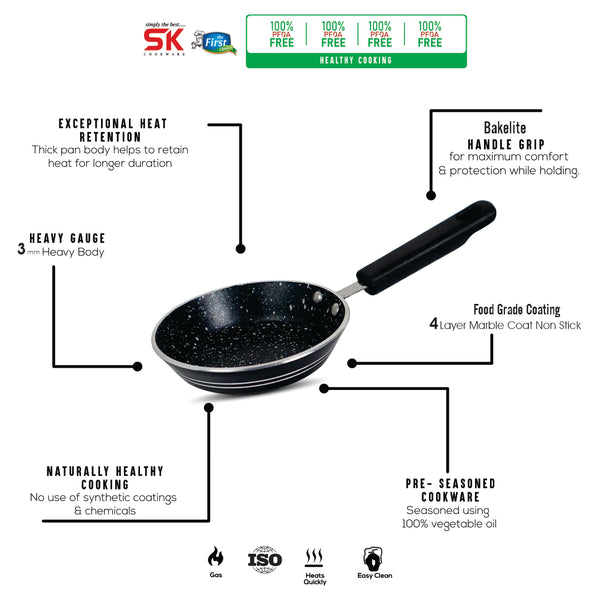 simply the best.....
SK
COOKWARE
the
First
100%
PFOA
FREE
100%
PFOA
FREE
100%
PFOA
FREE
100%
PFOA
FREE
HEALTHY COOKING
EXCEPTIONAL HEAT
RETENTION
Thick pan body helps to retain
heat for longer duration
Bakelite
HANDLE GRIP
for maximum comfort
& protection while holding.
HEAVY GAUGE
3 mm Heavy Body
Food Grade Coating
4 Layer Marble Coat Non Stick
NATURALLY HEALTHY
COOKING
No use of synthetic coatings
& chemicals
PRE- SEASONED
COOKWARE
Seasoned using
100% vegetable oil
Gas
ISO
Heats
Quickly
Easy Clean